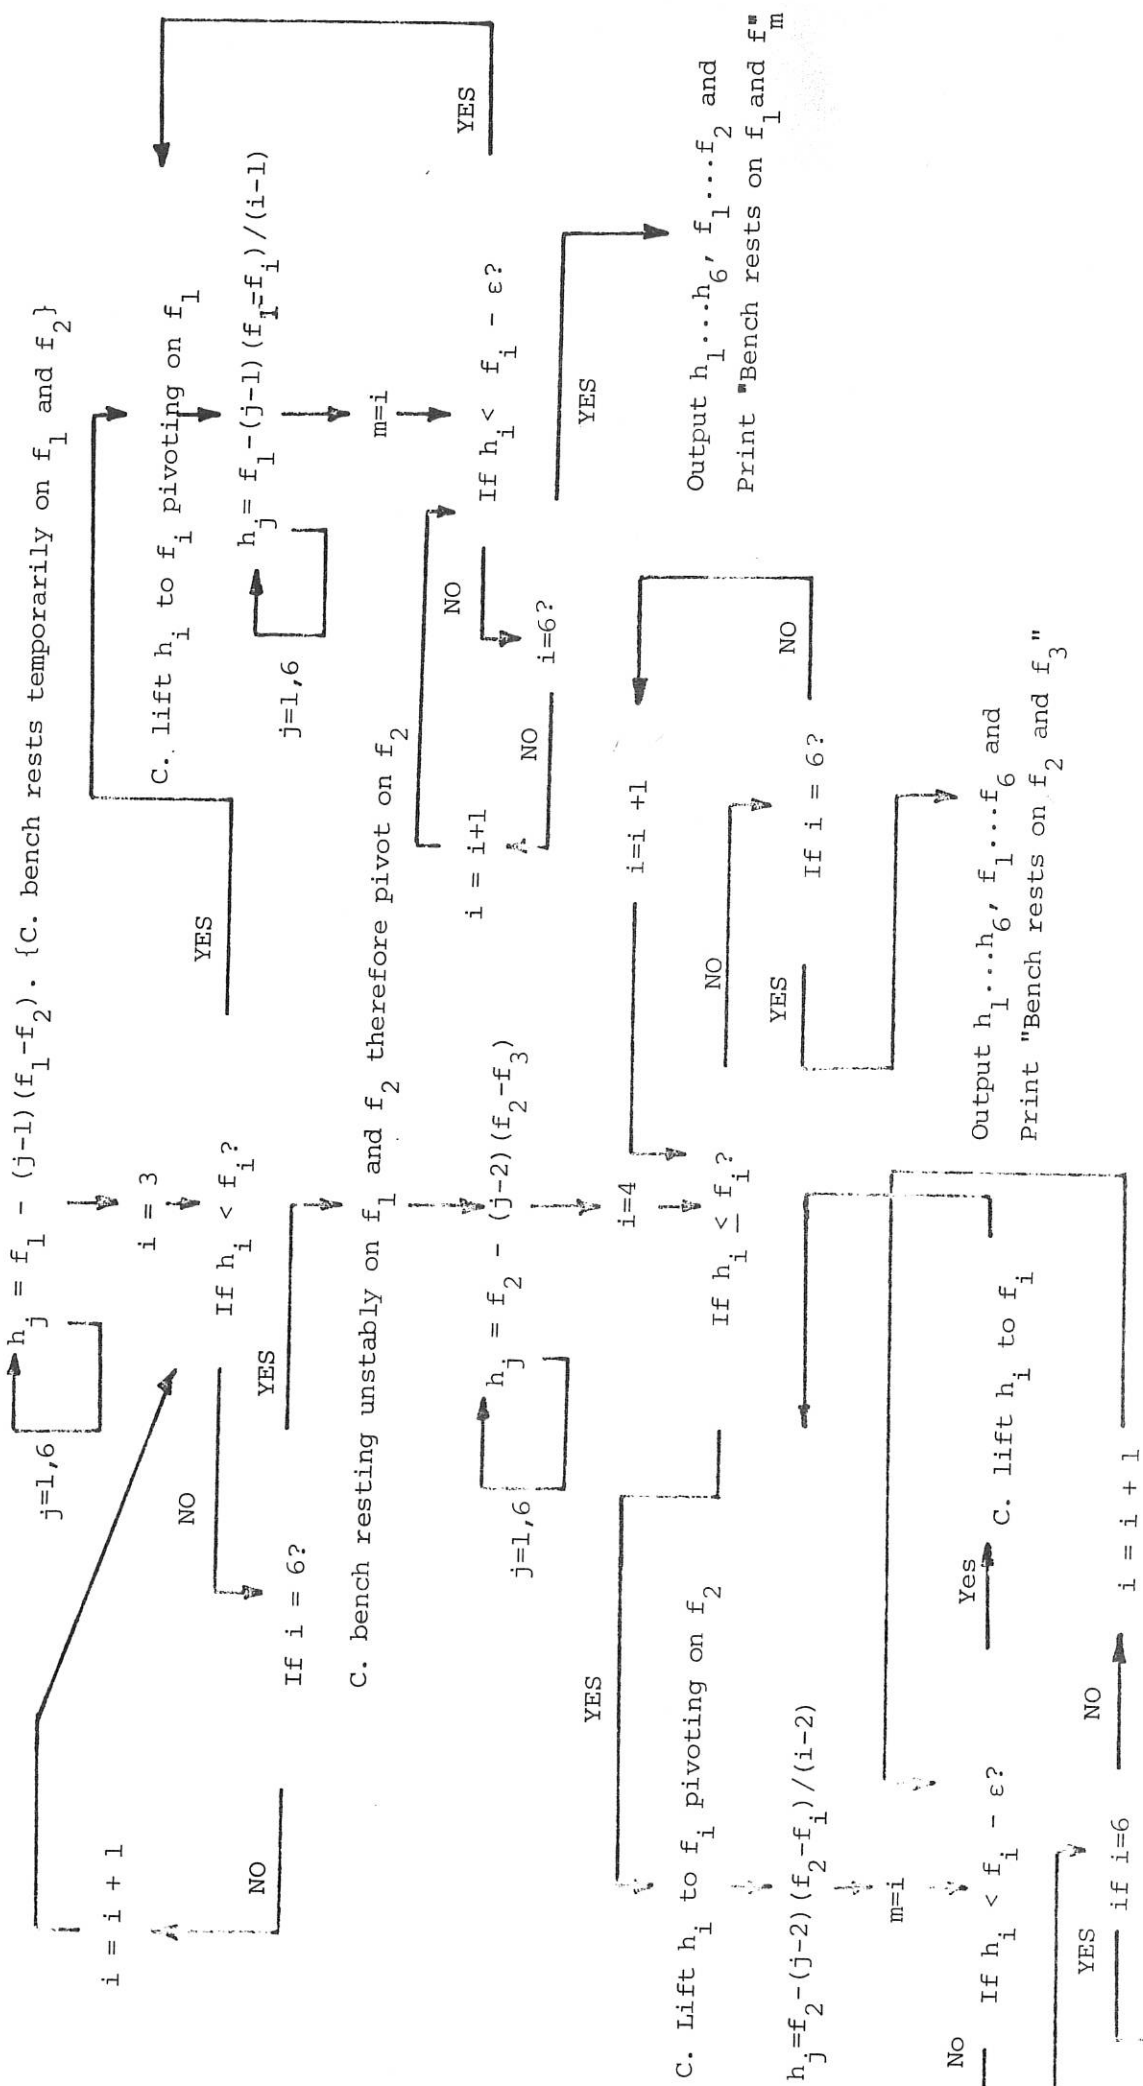 j=1,6
h_j = f_1 - (j-1)(f_1-f_2). {C. bench rests temporarily on f_1 and f_2}
i = i + 1
i = 3
NO
If h_i < f_i?
YES
C. lift h_i to f_i pivoting on f_1
NO
If i = 6?
YES
j=1,6
h_j = f_1-(j-1)(f_1-f_i)/(i-1)
C. bench resting unstably on f_1 and f_2 therefore pivot on f_2
m=i
YES
i = i+1
NO
If h_i < f_i - ε?
j=1,6
h_j = f_2 - (j-2)(f_2-f_3)
NO
i=6?
YES
i=4
i=i +1
YES
If h_i ≤ f_i?
NO
Output h_1...h_6, f_1...f_2 and
Print "Bench rests on f_1 and f"_m
C. Lift h_i to f_i pivoting on f_2
YES
If i = 6?
NO
h_j=f_2-(j-2)(f_2-f_i)/(i-2)
m=i
Output h_1...h_6, f_1...f_6 and
Print "Bench rests on f_2 and f_3"
No
If h_i < f_i - ε?
Yes
C. lift h_i to f_i
YES
if i=6
NO
i = i + 1